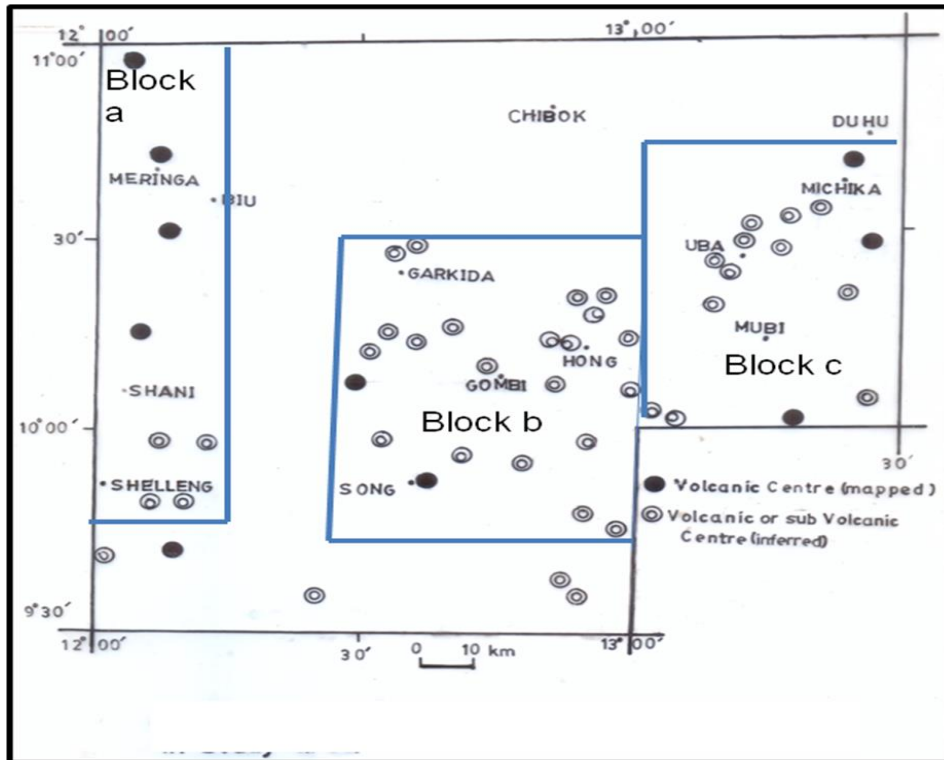 12° 00′
13° 00′
11° 00′
Block
a
CHIBOK
DUHU
MERINGA
MICHIKA
BIU
30′
UBA
GARKIDA
MUBI
HONG
Block c
SHANI
GOMBI
Block b
10° 00′
30′
SHELLENG
SONG
Volcanic Centre (mapped)
Volcanic or sub Volcanic
Centre (inferred)
9° 30′
12° 00′
30′
0 10 km
13° 00′